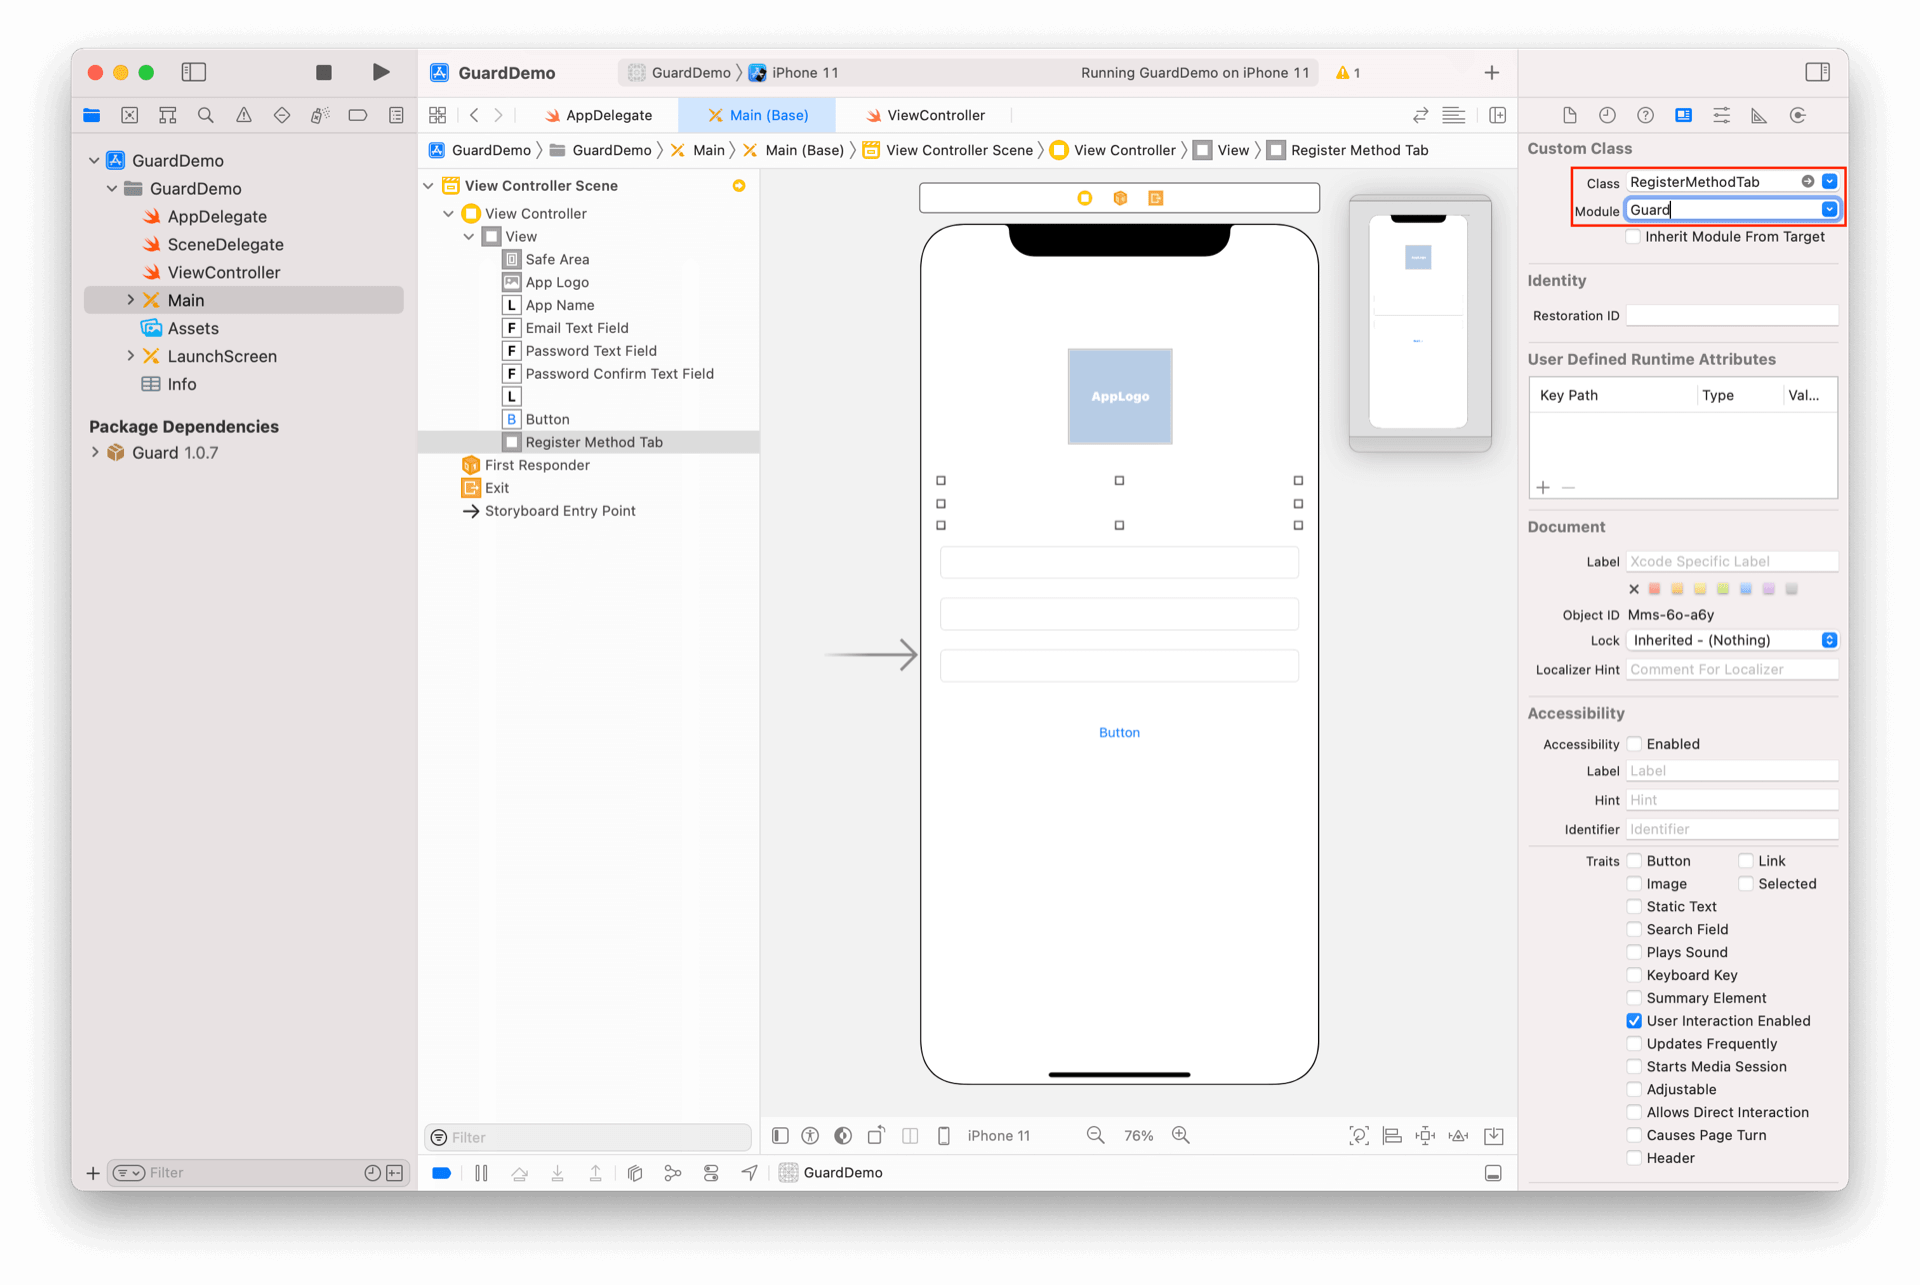 GuardDemo
GuardDemo
iPhone 11
Running GuardDemo on iPhone 11
1
AppDelegate
Main (Base)
ViewController
GuardDemo
GuardDemo
Main
Main (Base)
View Controller Scene
View Controller
View
Register Method Tab
GuardDemo
GuardDemo
AppDelegate
SceneDelegate
ViewController
Main
Assets
LaunchScreen
Info
Package Dependencies
Guard 1.0.7
Filter
View Controller Scene
View Controller
View
Safe Area
App Logo
L App Name
F Email Text Field
F Password Text Field
F Password Confirm Text Field
L
B Button
Register Method Tab
First Responder
Exit
Storyboard Entry Point
Filter
AppLogo
Button
iPhone 11
76%
GuardDemo
Custom Class
Class RegisterMethodTab
Module Guard
Inherit Module From Target
Identity
Restoration ID
User Defined Runtime Attributes
Key Path Type Val...
Document
Label Xcode Specific Label
Object ID Mms-6o-a6y
Lock Inherited - (Nothing)
Localizer Hint Comment For Localizer
Accessibility
Accessibility Enabled
Label Label
Hint Hint
Identifier Identifier
Traits Button Link
Image Selected
Static Text
Search Field
Plays Sound
Keyboard Key
Summary Element
User Interaction Enabled
Updates Frequently
Starts Media Session
Adjustable
Allows Direct Interaction
Causes Page Turn
Header